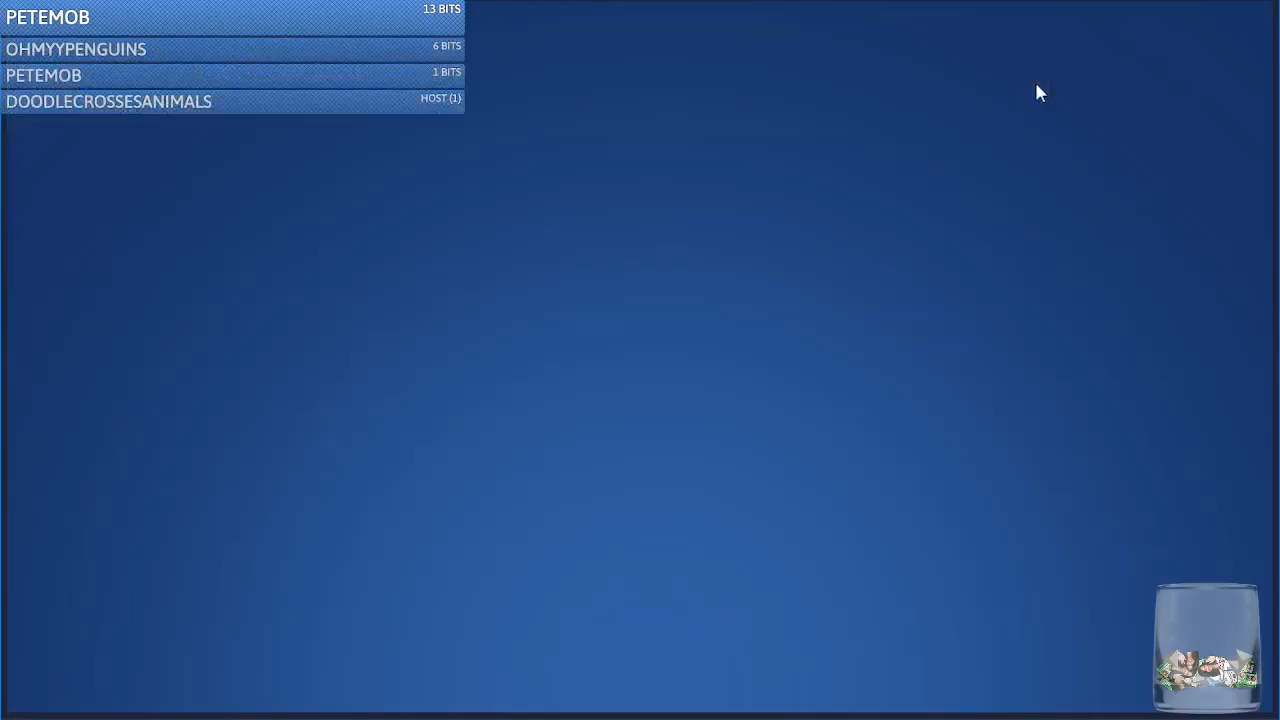 PETEMOB 13 BITS
OHMYYPENGUINS 6 BITS
PETEMOB 1 BITS
DOODLECROSSESANIMALS HOST (1)